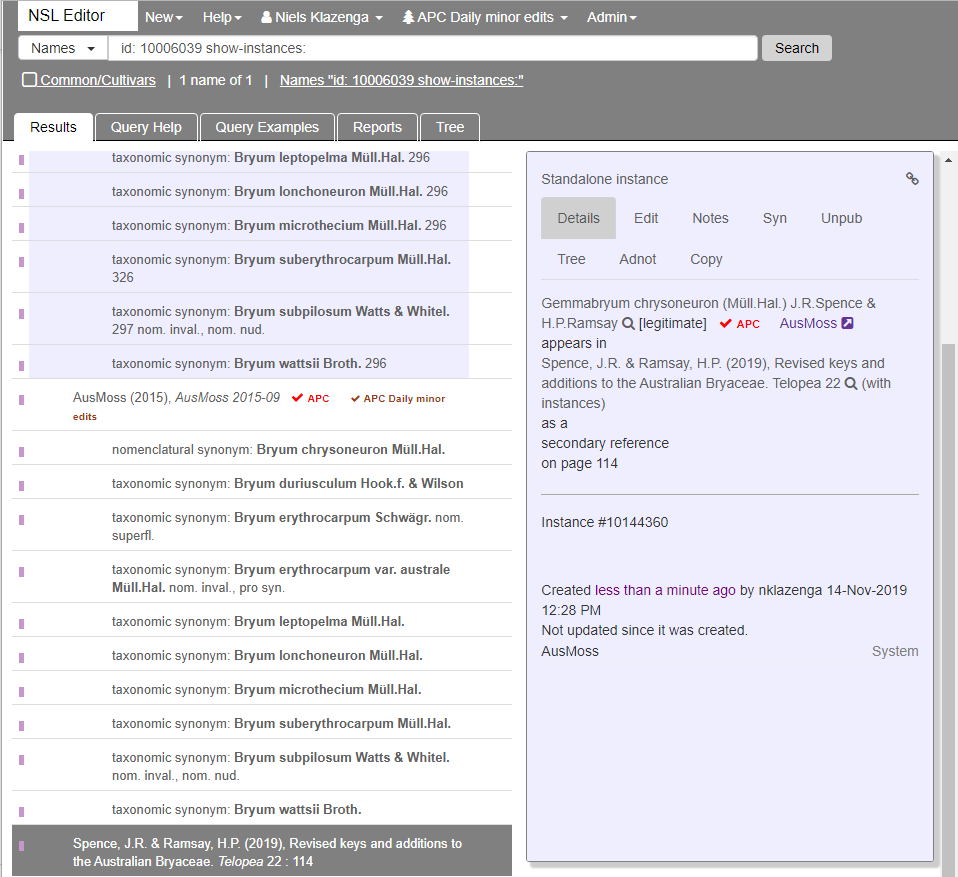 NSL Editor New Help Niels Klazenga APC Daily minor edits Admin
Names id: 10006039 show-instances: Search
Common/Cultivars | 1 name of 1 | Names "id: 10006039 show-instances:"
Results Query Help Query Examples Reports Tree
taxonomic synonym: Bryum leptopelma Müll.Hal. 296
taxonomic synonym: Bryum lonchoneuron Müll.Hal. 296
taxonomic synonym: Bryum microthecium Müll.Hal. 296
taxonomic synonym: Bryum suberythrocarpum Müll.Hal.
326
taxonomic synonym: Bryum subpilosum Watts & Whitel.
297 nom. inval., nom. nud.
taxonomic synonym: Bryum wattsii Broth. 296
AusMoss (2015), AusMoss 2015-09 APC APC Daily minor
edits
nomenclatural synonym: Bryum chrysoneuron Müll.Hal.
taxonomic synonym: Bryum duriusculum Hook.f. & Wilson
taxonomic synonym: Bryum erythrocarpum Schwägr. nom.
superfl.
taxonomic synonym: Bryum erythrocarpum var. australe
Müll.Hal. nom. inval., pro syn.
taxonomic synonym: Bryum leptopelma Müll.Hal.
taxonomic synonym: Bryum lonchoneuron Müll.Hal.
taxonomic synonym: Bryum microthecium Müll.Hal.
taxonomic synonym: Bryum suberythrocarpum Müll.Hal.
taxonomic synonym: Bryum subpilosum Watts & Whitel.
nom. inval., nom. nud.
taxonomic synonym: Bryum wattsii Broth.
Spence, J.R. & Ramsay, H.P. (2019), Revised keys and additions to
the Australian Bryaceae. Telopea 22 : 114
Standalone instance
Details Edit Notes Syn Unpub
Tree Adnot Copy
Gemmabryum chrysoneuron (Müll.Hal.) J.R.Spence &
H.P.Ramsay [legitimate] APC AusMoss
appears in
Spence, J.R. & Ramsay, H.P. (2019), Revised keys and
additions to the Australian Bryaceae. Telopea 22 (with
instances)
as a
secondary reference
on page 114
Instance #10144360
Created less than a minute ago by nklazenga 14-Nov-2019
12:28 PM
Not updated since it was created.
AusMoss System